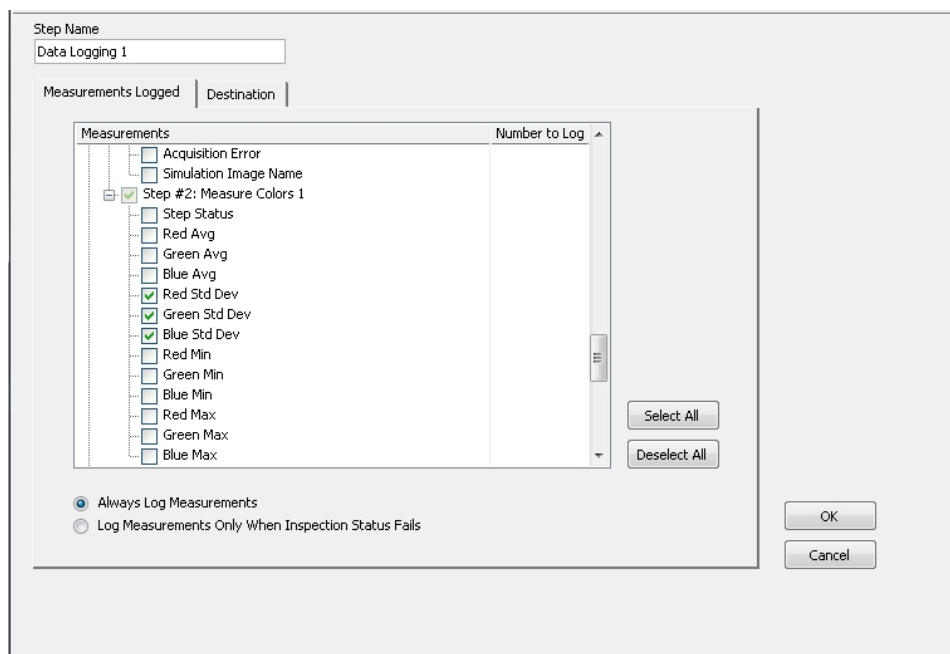 Step Name
Data Logging 1
Measurements Logged
Destination
Measurements
Number to Log
Acquisition Error
Simulation Image Name
Step #2: Measure Colors 1
Step Status
Red Avg
Green Avg
Blue Avg
Red Std Dev
Green Std Dev
Blue Std Dev
Red Min
Green Min
Blue Min
Red Max
Green Max
Blue Max
Select All
Deselect All
Always Log Measurements
Log Measurements Only When Inspection Status Fails
OK
Cancel